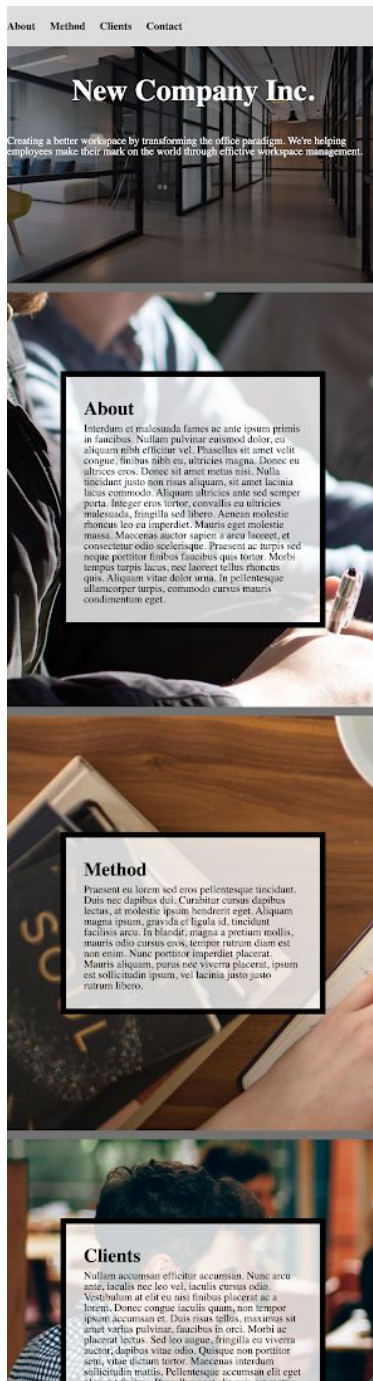 About Method Clients Contact
New Company Inc.
Creating a better workspace by transforming the office paradigm. We're helping
employees make their mark on the world through effictive workspace management.
About
Interdum et malesuada fames ac ante ipsum primis
in faucibus. Nullam pulvinar euismod dolor, eu
aliquam nibh efficitur vel. Phasellus sit amet velit
congue, finibus nibh eu, ultricies magna. Donec eu
ultrices eros. Donec sit amet metus nisi. Nulla
tincidunt justo non risus aliquam, sit amet lacinia
lacus commodo. Aliquam ultricies ante sed semper
porta. Integer eros tortor, convallis eu ultricies
malesuada, fringilla sed libero. Aenean molestie
rhoncus leo eu imperdiet. Mauris eget molestie
massa. Maecenas auctor sapien a arcu laoreet, et
consectetur odio scelerisque. Praesent ac turpis sed
neque porttitor finibus faucibus quis tortor. Morbi
tempus turpis lacus, nec laoreet tellus rhoncus
quis. Aliquam vitae dolor urna. In pellentesque
ullamcorper turpis, commodo cursus mauris
condimentum eget.
Method
Praesent eu lorem sed eros pellentesque tincidunt.
Duis nec dapibus dui. Curabitur cursus dapibus
lectus, at molestie ipsum hendrerit eget. Aliquam
magna ipsum, gravida et ligula id, tincidunt
facilisis arcu. In blandit, magna a pretium mollis,
mauris odio cursus eros, tempor rutrum diam est
non enim. Nunc porttitor imperdiet placerat.
Mauris aliquam, purus nec viverra placerat, ipsum
est sollicitudin ipsum, vel lacinia justo justo
rutrum libero.
SOUL
Clients
Nullam accumsan efficitur accumsan. Nunc arcu
ante, iaculis nec leo vel, iaculis cursus odio.
Vestibulum at elit eu nisi finibus placerat ac a
lorem. Donec congue iaculis quam, non tempor
ipsum accumsan et. Duis risus tellus, maximus sit
amet varius pulvinar, faucibus in orci. Morbi ac
placerat lectus. Sed leo augue, fringilla eu viverra
auctor, dapibus vitae odio. Quisque non porttitor
sem, vitae dictum tortor. Maecenas interdum
sollicitudin mattis. Pellentesque accumsan elit eget